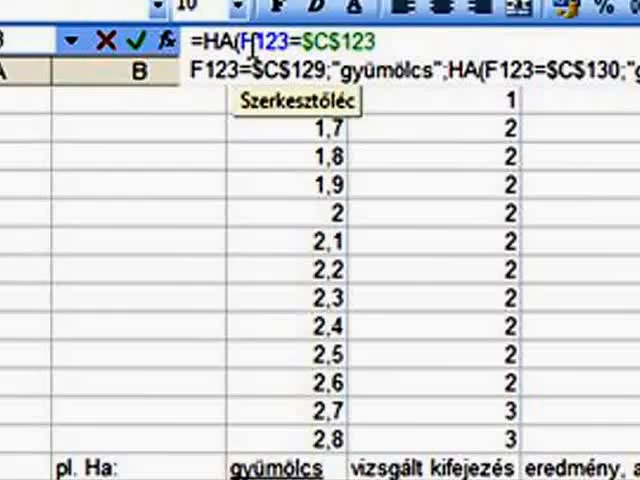 10 F D A %
=HA(F123=$C$123
F123=$C$129;"gyümölcs";HA(F123=$C$130;"g
A B
Szerkesztőléc
1
1,7 2
1,8 2
1,9 2
2 2
2,1 2
2,2 2
2,3 2
2,4 2
2,5 2
2,6 2
2,7 3
2,8 3
pl. Ha: gyümölcs vizsgált kifejezés eredmény, a